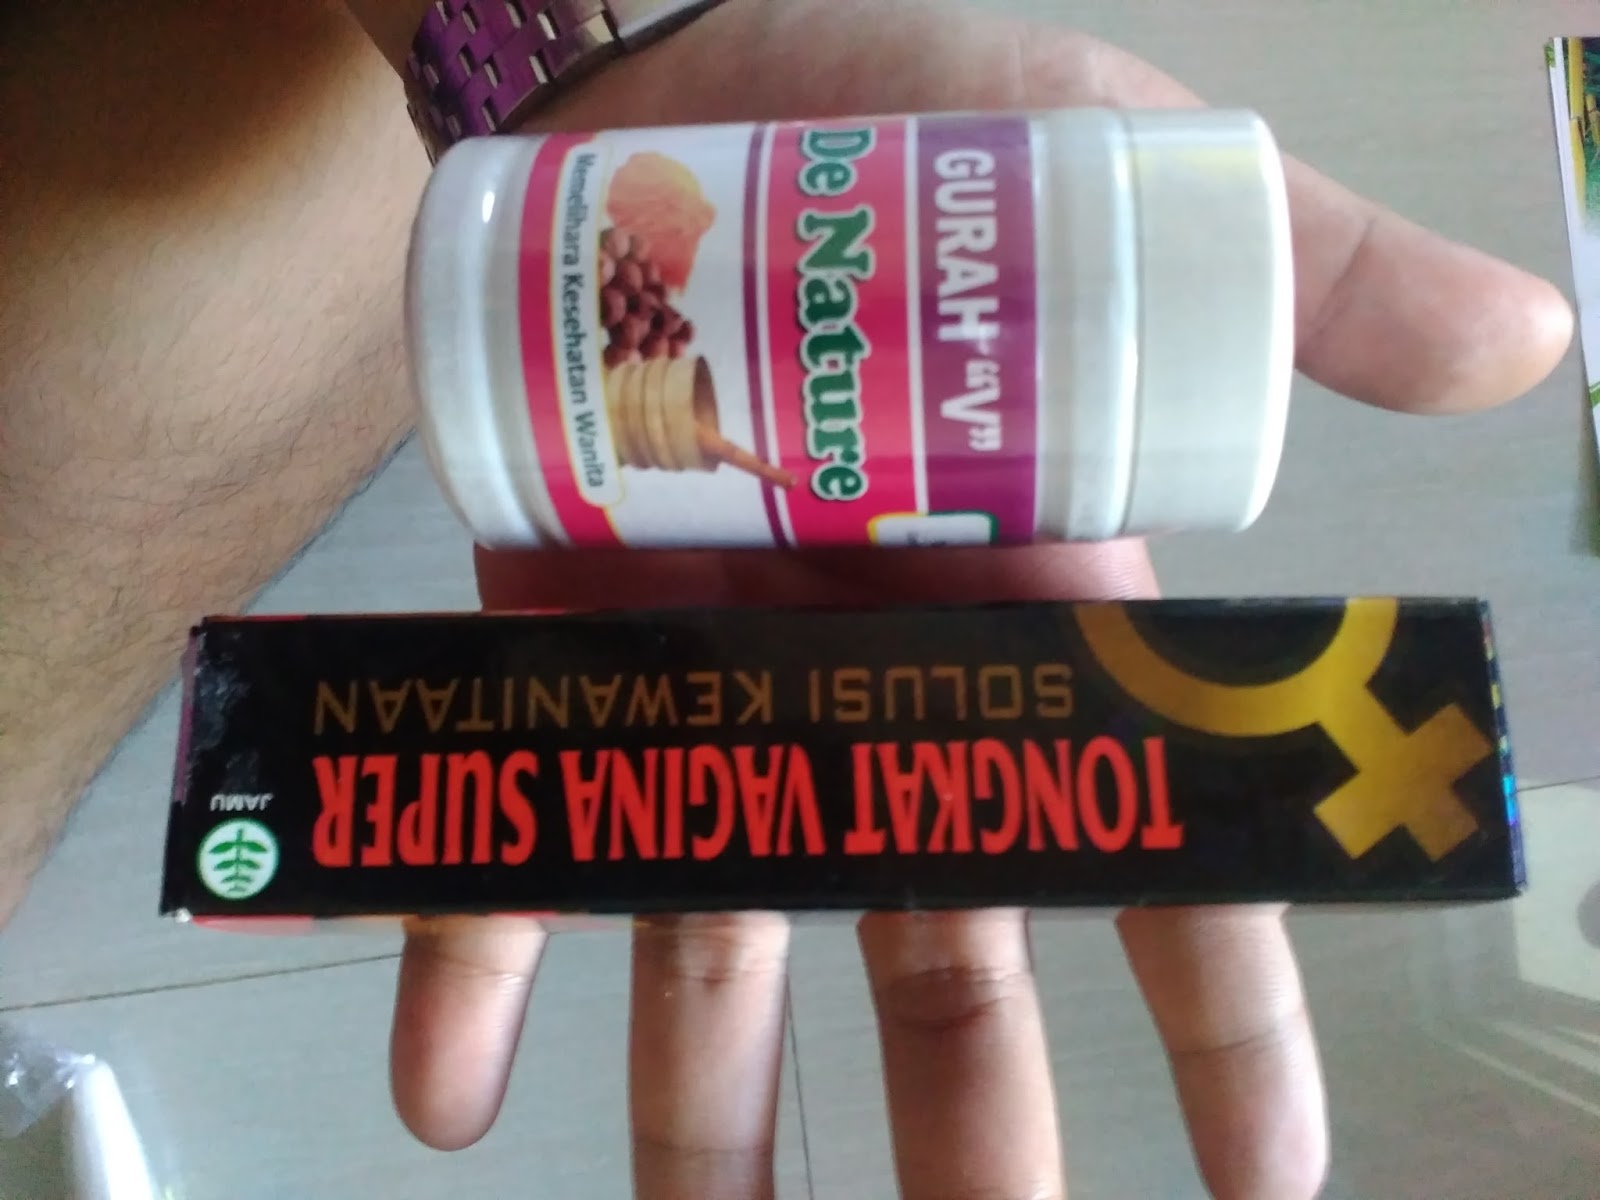 GURAH "V"
De Nature
Memelihara Kesehatan Wanita
JAMU
TONGKAT VAGINA SUPER
SOLUSI KEWANITAAN